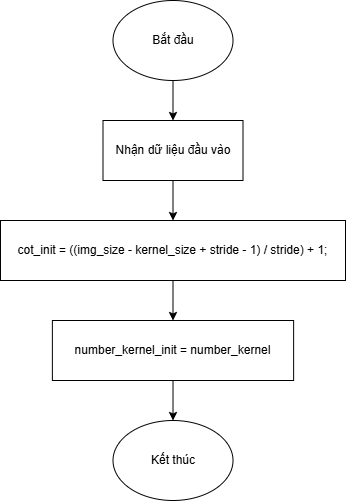 Bắt đầu
Nhận dữ liệu đầu vào
cot_init = ((img_size - kernel_size + stride - 1) / stride) + 1;
number_kernel_init = number_kernel
Kết thúc